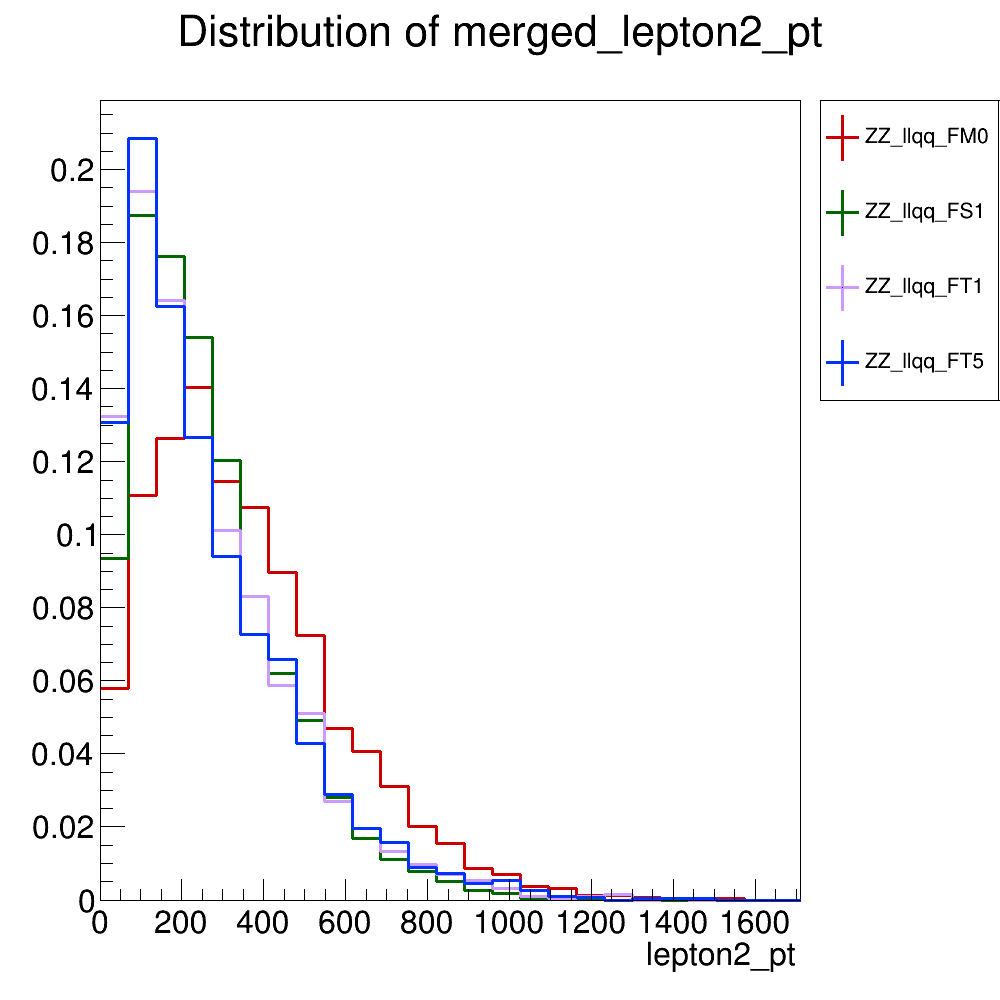 Distribution of merged_lepton2_pt
ZZ_llqq_FM0
ZZ_llqq_FS1
ZZ_llqq_FT1
ZZ_llqq_FT5
0.2
0.18
0.16
0.14
0.12
0.1
0.08
0.06
0.04
0.02
0
0 200 400 600 800 1000 1200 1400 1600
lepton2_pt